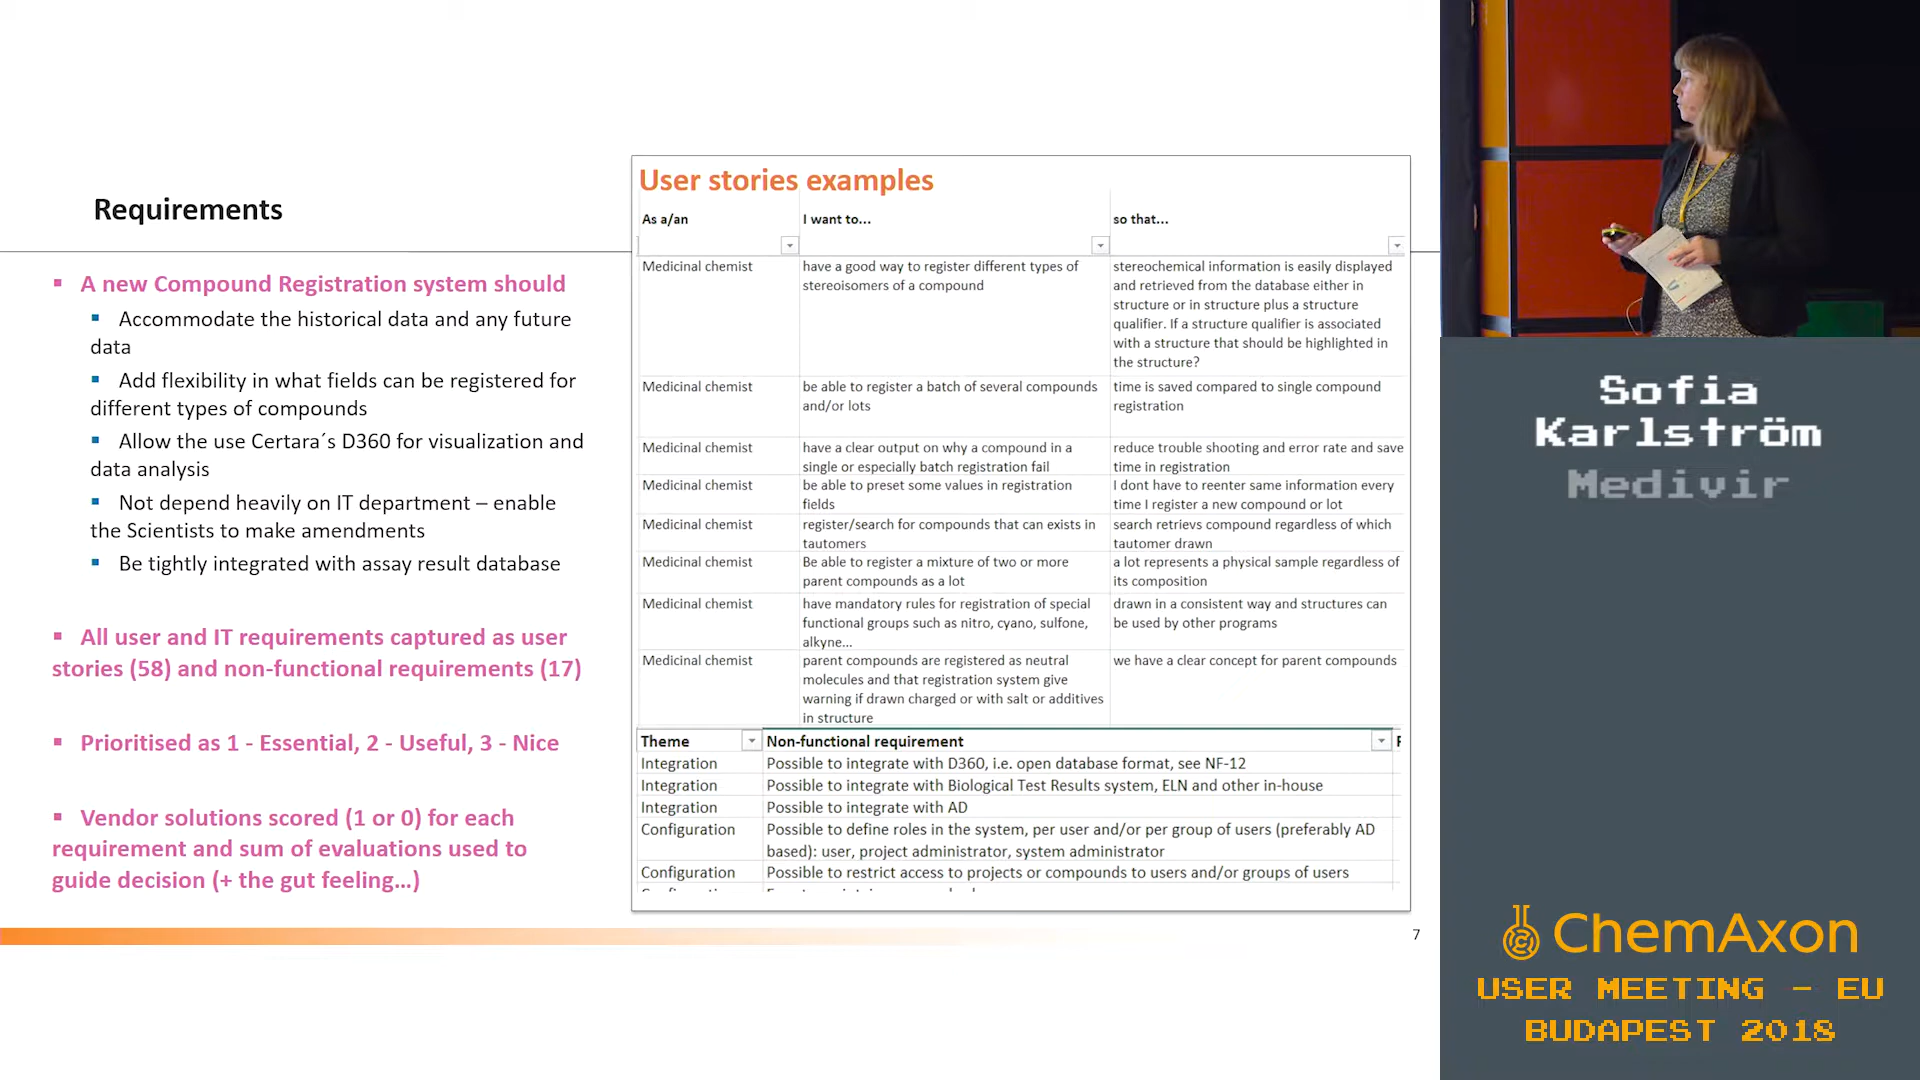 Requirements
A new Compound Registration system should
Accommodate the historical data and any future
data
Add flexibility in what fields can be registered for
different types of compounds
Allow the use Certara´s D360 for visualization and
data analysis
Not depend heavily on IT department – enable
the Scientists to make amendments
Be tightly integrated with assay result database
All user and IT requirements captured as user
stories (58) and non-functional requirements (17)
Prioritised as 1 - Essential, 2 - Useful, 3 - Nice
Vendor solutions scored (1 or 0) for each
requirement and sum of evaluations used to
guide decision (+ the gut feeling…)
User stories examples
As a/an I want to... so that...
Medicinal chemist
have a good way to register different types of
stereoisomers of a compound
stereochemical information is easily displayed
and retrieved from the database either in
structure or in structure plus a structure
qualifier. If a structure qualifier is associated
with a structure that should be highlighted in
the structure?
Medicinal chemist
be able to register a batch of several compounds
and/or lots
time is saved compared to single compound
registration
Medicinal chemist
have a clear output on why a compound in a
single or especially batch registration fail
reduce trouble shooting and error rate and save
time in registration
Medicinal chemist
be able to preset some values in registration
fields
I dont have to reenter same information every
time I register a new compound or lot
Medicinal chemist
register/search for compounds that can exists in
tautomers
search retrievs compound regardless of which
tautomer drawn
Medicinal chemist
Be able to register a mixture of two or more
parent compounds as a lot
a lot represents a physical sample regardless of
its composition
Medicinal chemist
have mandatory rules for registration of special
functional groups such as nitro, cyano, sulfone,
alkyne...
drawn in a consistent way and structures can
be used by other programs
Medicinal chemist
parent compounds are registered as neutral
molecules and that registration system give
warning if drawn charged or with salt or additives
in structure
we have a clear concept for parent compounds
Theme Non-functional requirement
Integration Possible to integrate with D360, i.e. open database format, see NF-12
Integration Possible to integrate with Biological Test Results system, ELN and other in-house
Integration Possible to integrate with AD
Configuration Possible to define roles in the system, per user and/or per group of users (preferably AD
based): user, project administrator, system administrator
Configuration Possible to restrict access to projects or compounds to users and/or groups of users
7
Sofia
Karlström
Medivir
ChemAxon
USER MEETING - EU
BUDAPEST 2018